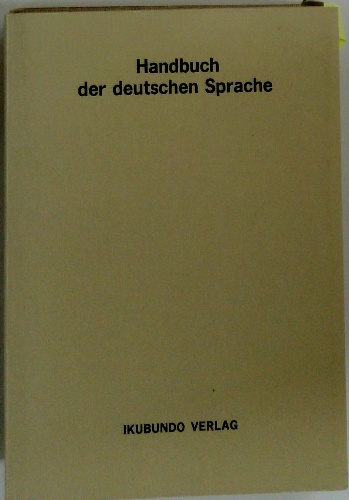 Handbuch
der deutschen Sprache
IKUBUNDO VERLAG